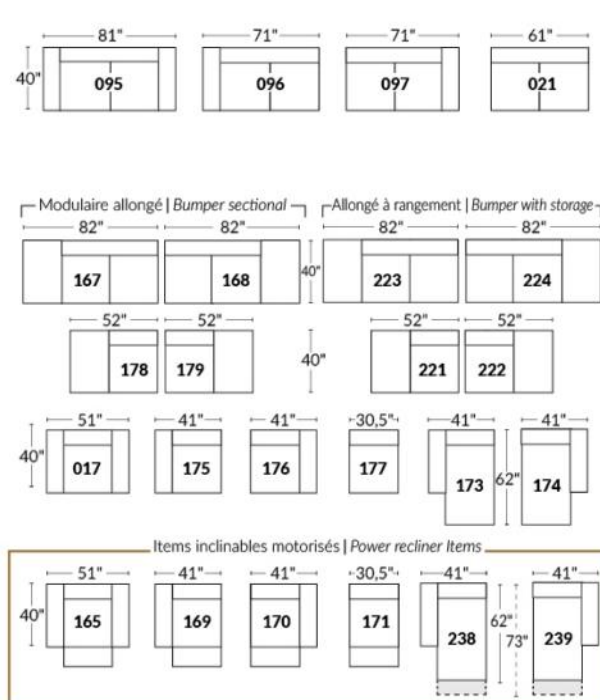 81" 71" 71" 61"
40" 095 096 097 021
Modulaire allongé | Bumper sectional Allongé à rangement | Bumper with storage
82" 82" 82" 82"
167 168 40" 223 224
52" 52" 52" 52"
178 179 40" 221 222
51" 41" 41" 30,5" 41" 41"
40" 017 175 176 177 173 62" 174
Items inclinables motorisés | Power recliner Items
51" 41" 41" 30,5" 41" 41"
40" 165 169 170 171 238 62" 73" 239